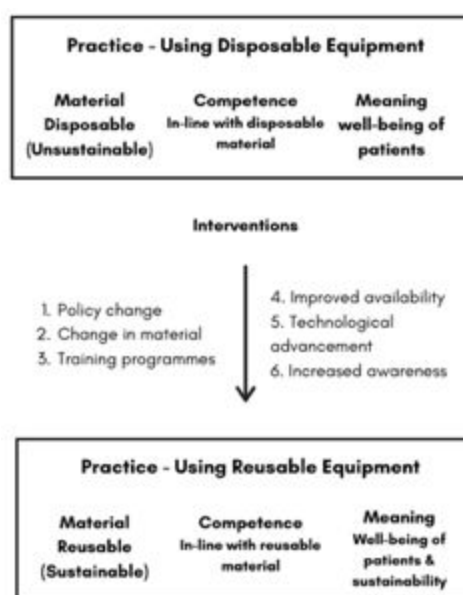 Practice - Using Disposable Equipment
Material
Disposable
(Unsustainable)
Competence
In-line with disposable
material
Meaning
well-being of
patients
Interventions
1. Policy change
2. Change in material
3. Training programmes
4. Improved availability
5. Technological
advancement
6. Increased awareness
Practice - Using Reusable Equipment
Material
Reusable
(Sustainable)
Competence
In-line with reusable
material
Meaning
Well-being of
patients &
sustainability